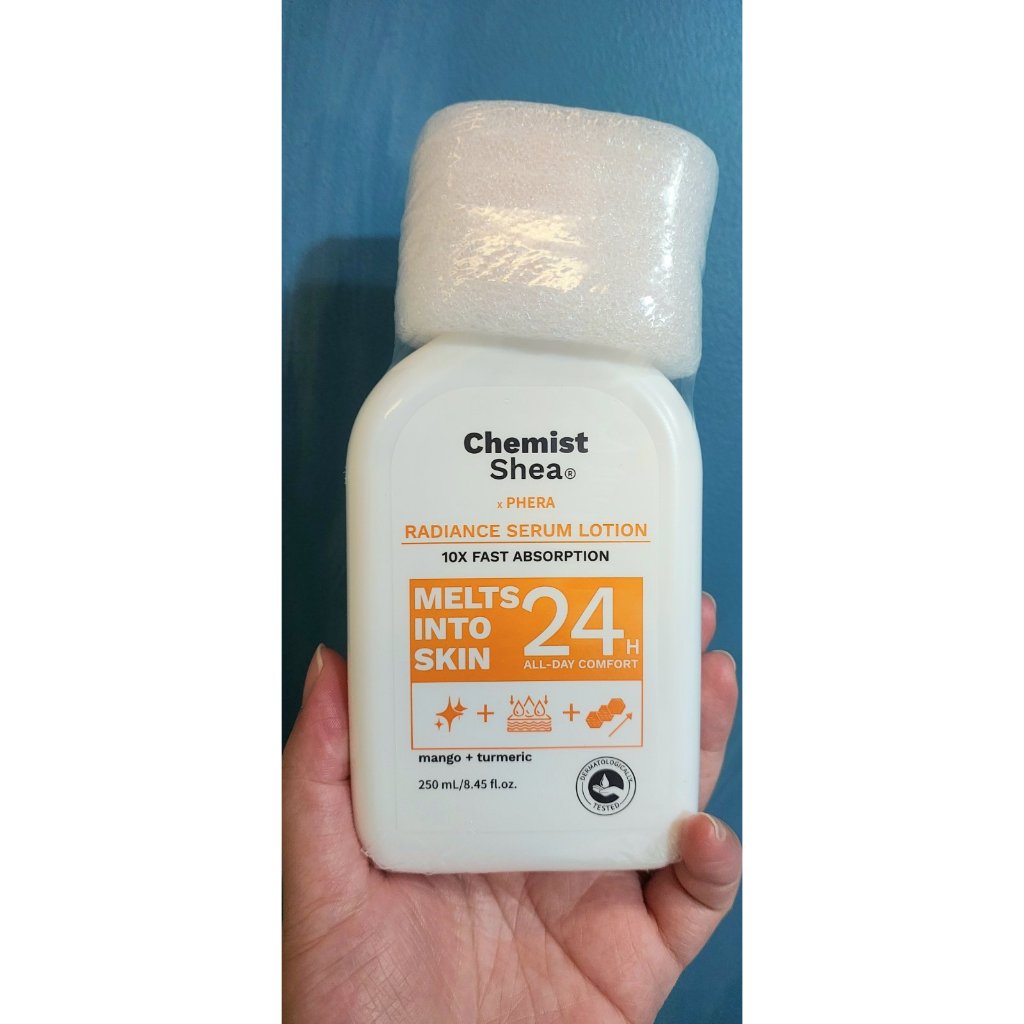 Chemist
Shea®
x PHERA
RADIANCE SERUM LOTION
10X FAST ABSORPTION
MELTS
INTO
SKIN
24H
ALL-DAY COMFORT
mango + turmeric
250 mL/8.45 fl.oz.
DERMATOLOGICALLY
TESTED